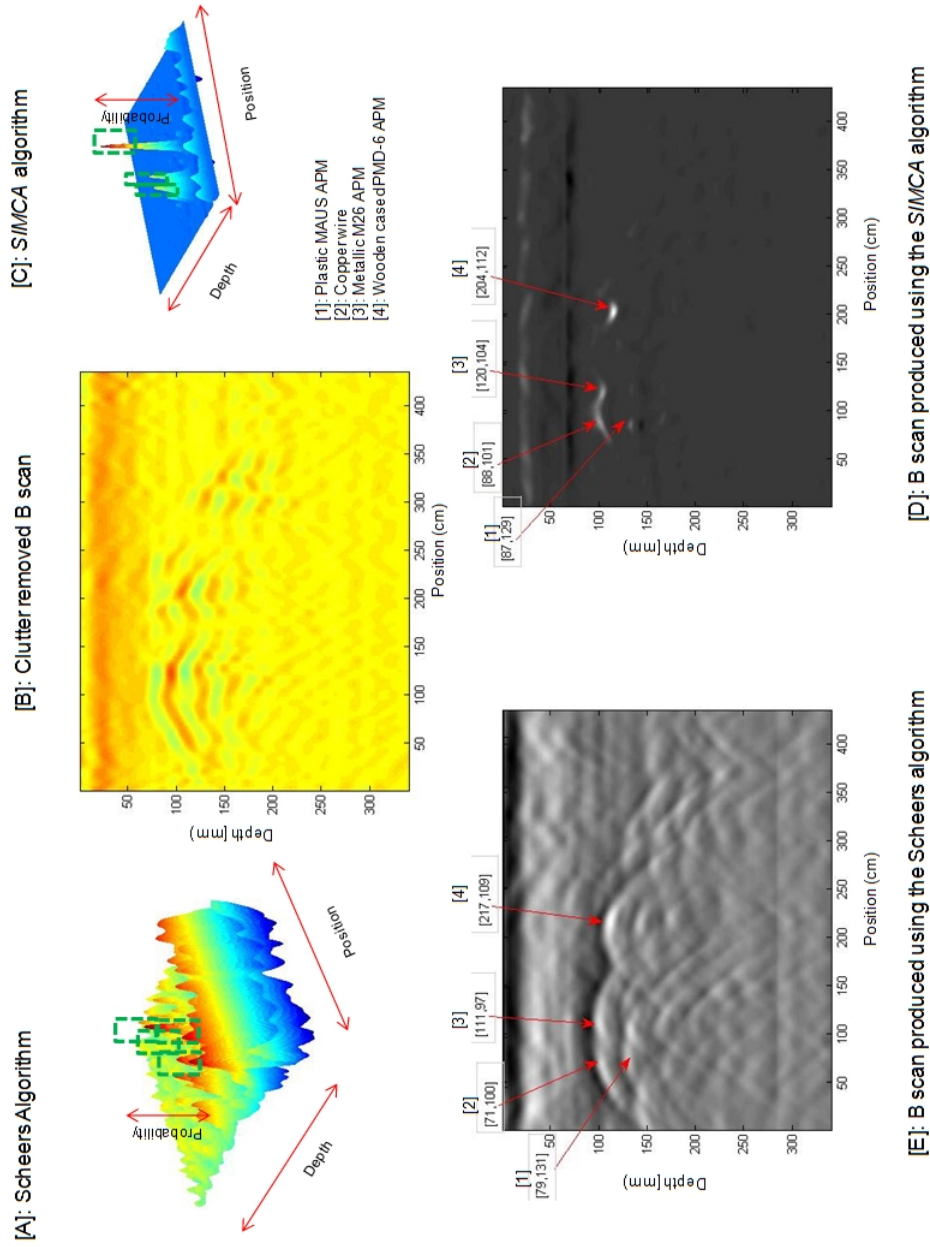 [A]: Scheers Algorithm
Probability
Depth
Position
[B]: Clutter removed B scan
Depth[mm)
50
100
150
200
250
300
50
100
150
200
250
300
350
400
Position (cm)
[C]: SIMCA algorithm
Probability
Depth
Position
[1]: Plastic MAUS APM
[2]: Copperwire
[3]: Metallic M26 APM
[4]: Wooden casedPMD-6 APM
[1]
[79,131]
[2]
[71,100]
[3]
[111,97]
[4]
[217,109]
Depth[mm)
50
100
150
200
250
300
50
100
150
200
250
300
350
400
Position (cm)
[E]: B scan produced using the Scheers algorithm
[1]
[87,129]
[2]
[88,101]
[3]
[120,104]
[4]
[204,112]
Depth[mm)
50
100
150
200
250
300
50
100
150
200
250
300
350
400
Position (cm)
[D]: B scan produced using the SIMCA algorithm